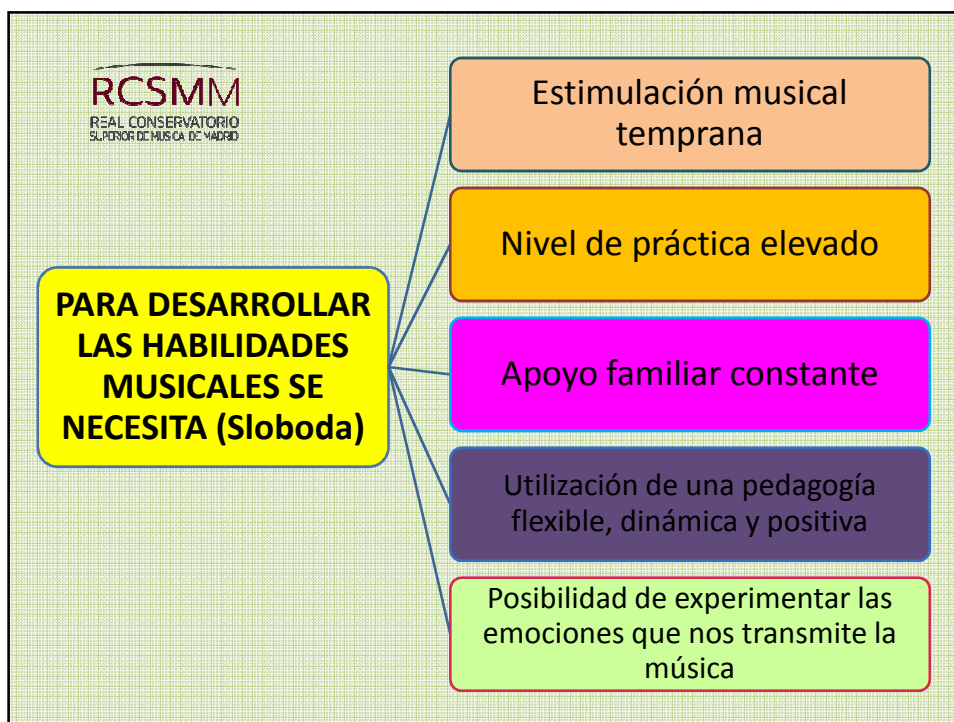 RCSMM
REAL CONSERVATORIO
SUPERIOR DE MUSICA DE MADRID
PARA DESARROLLAR
LAS HABILIDADES
MUSICALES SE
NECESITA (Sloboda)
Estimulación musical
temprana
Nivel de práctica elevado
Apoyo familiar constante
Utilización de una pedagogía
flexible, dinámica y positiva
Posibilidad de experimentar las
emociones que nos transmite la
música